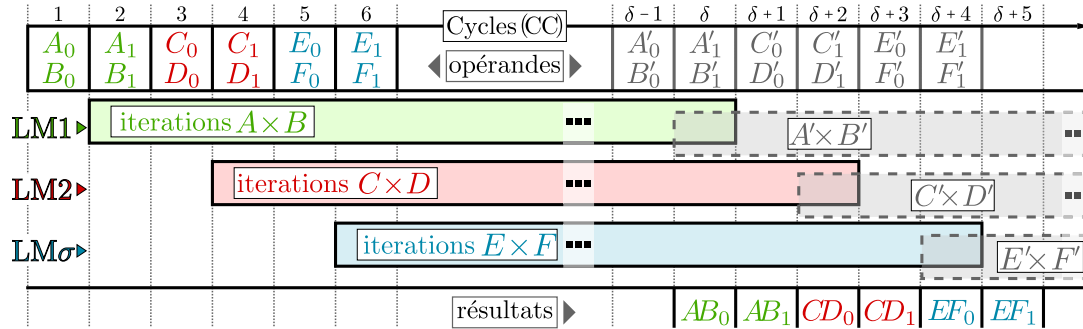 1 2 3 4 5 6 Cycles (CC) δ − 1 δ δ + 1 δ + 2 δ + 3 δ + 4 δ + 5
A₀ A₁ C₀ C₁ E₀ E₁ A′₀ A′₁ C′₀ C′₁ E′₀ E′₁
B₀ B₁ D₀ D₁ F₀ F₁ opérandes B′₀ B′₁ D′₀ D′₁ F′₀ F′₁
LM1 iterations A×B ... A′×B′ ..
LM2 iterations C×D ... C′×D′ ..
LMσ iterations E×F ... E′×F′
résultats AB₀ AB₁ CD₀ CD₁ EF₀ EF₁